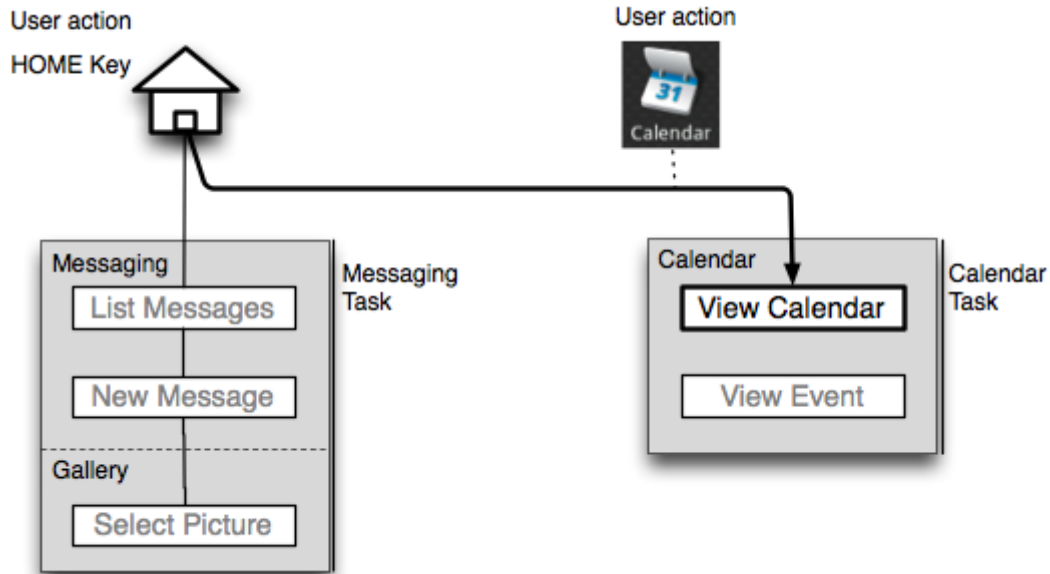 User action
HOME Key
User action
31
Calendar
Messaging
List Messages
New Message
Gallery
Select Picture
Messaging
Task
Calendar
View Calendar
View Event
Calendar
Task